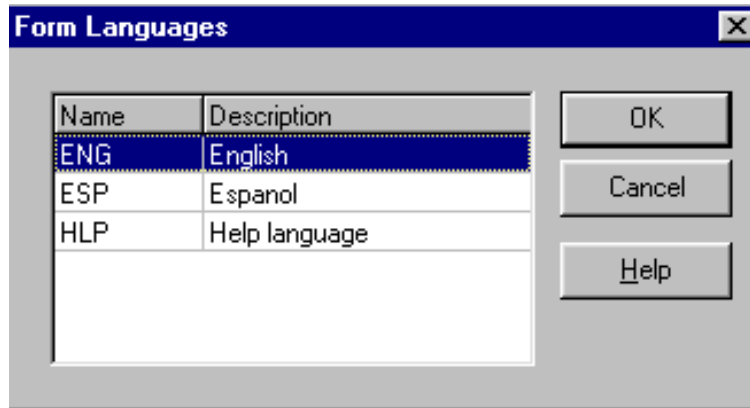 Form Languages
Name Description
ENG English
ESP Espanol
HLP Help language
OK
Cancel
Help